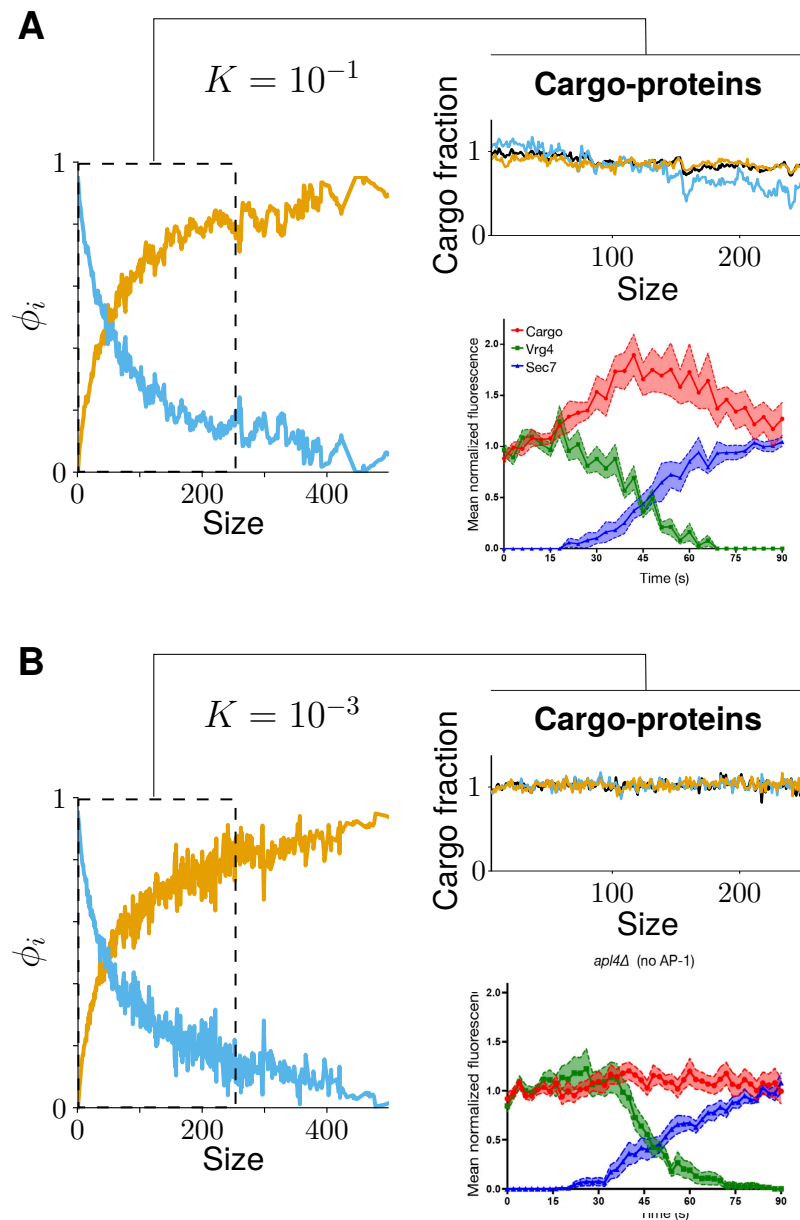 A
K = 10⁻¹
Cargo-proteins
Cargo fraction
1
0
100
200
Size
ϕᵢ
1
0
0
200
400
Size
Mean normalized fluorescence
Cargo
Vrg4
Sec7
2.0
1.5
1.0
0.5
0.0
0
15
30
45
60
75
90
Time (s)
B
K = 10⁻³
Cargo-proteins
Cargo fraction
1
0
100
200
Size
ϕᵢ
1
0
0
200
400
Size
apl4Δ (no AP-1)
Mean normalized fluorescen
2.0
1.5
1.0
0.5
0.0
0
15
30
45
60
75
90
Time (s)